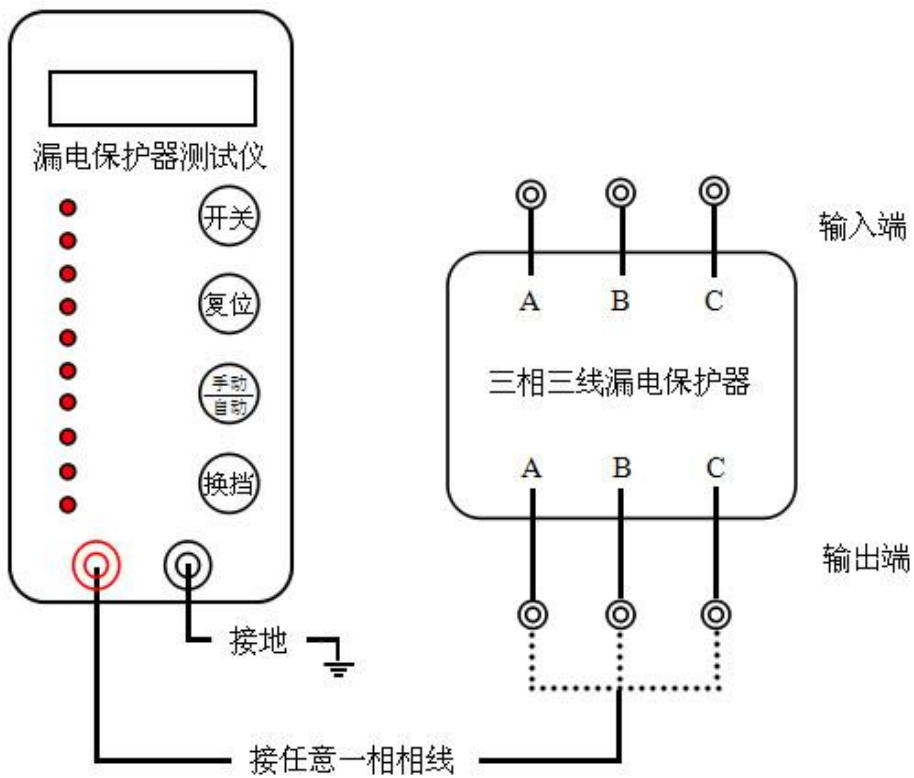 漏电保护器测试仪
开关
复位
手动
自动
换挡
接地
输入端
A B C
三相三线漏电保护器
A B C
输出端
接任意一相相线